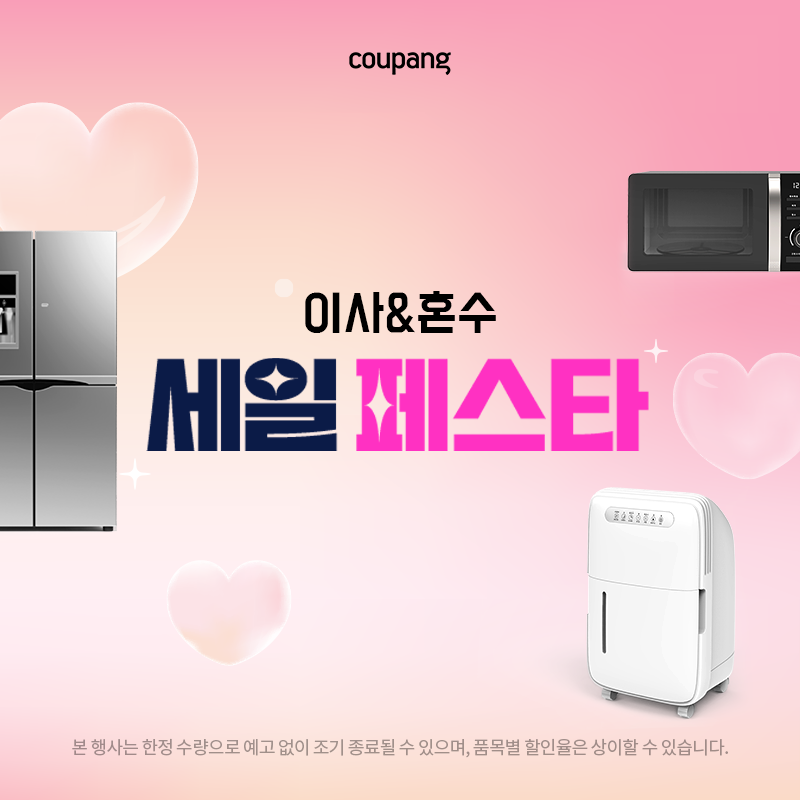 coupang
이사&혼수
세일 페스타
본 행사는 한정 수량으로 예고 없이 조기 종료될 수 있으며, 품목별 할인율은 상이할 수 있습니다.